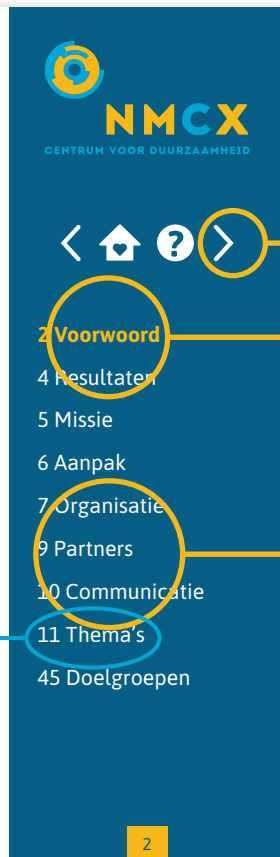 NMCX
CENTRUM VOOR DUURZAAMHEID
?
2 Voorwoord
4 Resultaten
5 Missie
6 Aanpak
7 Organisatie
9 Partners
10 Communicatie
11 Thema's
45 Doelgroepen
2